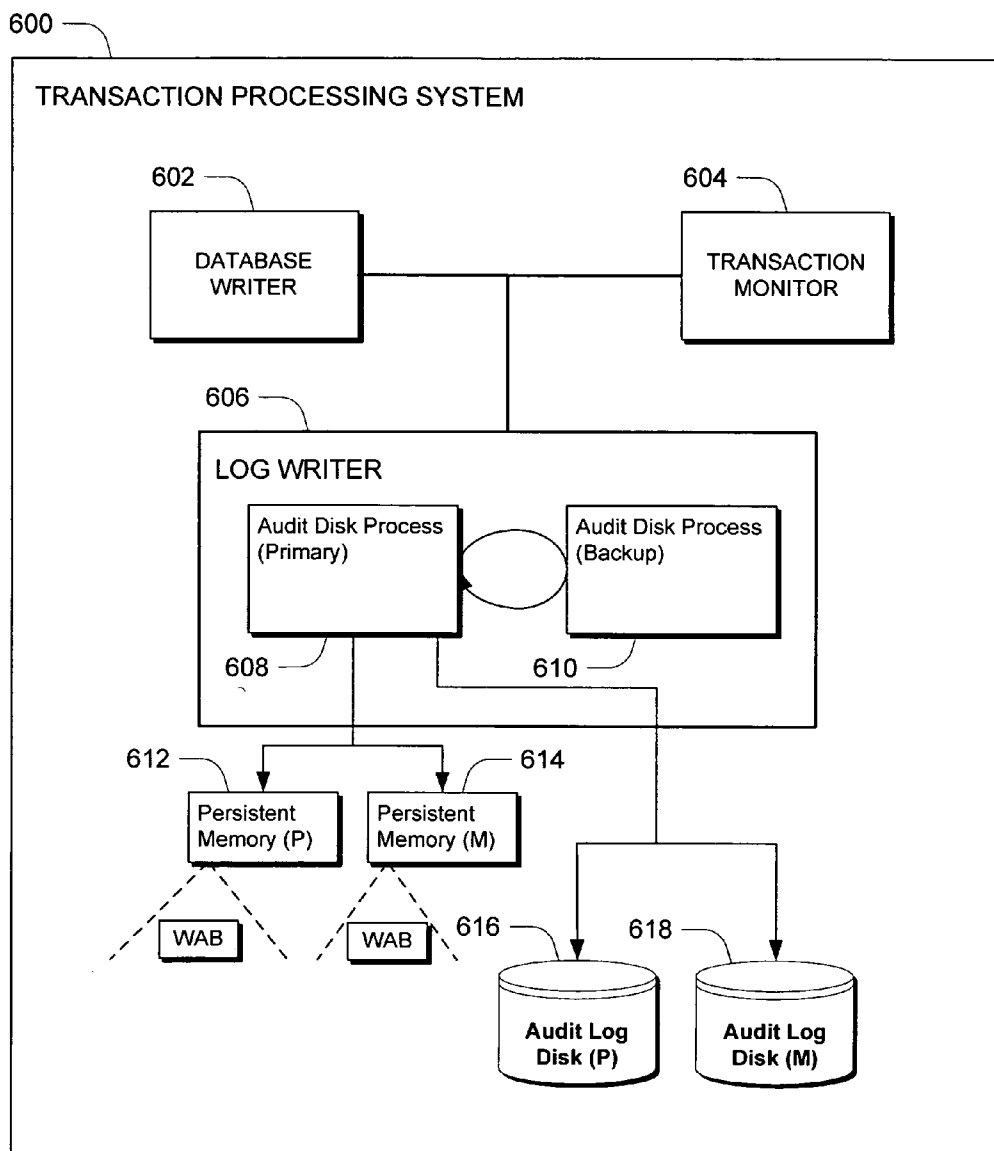 600
TRANSACTION PROCESSING SYSTEM
602
604
DATABASE
WRITER
TRANSACTION
MONITOR
606
LOG WRITER
Audit Disk Process
(Primary)
Audit Disk Process
(Backup)
608
610
612
614
Persistent
Memory (P)
Persistent
Memory (M)
WAB
WAB
616
618
Audit Log
Disk (P)
Audit Log
Disk (M)